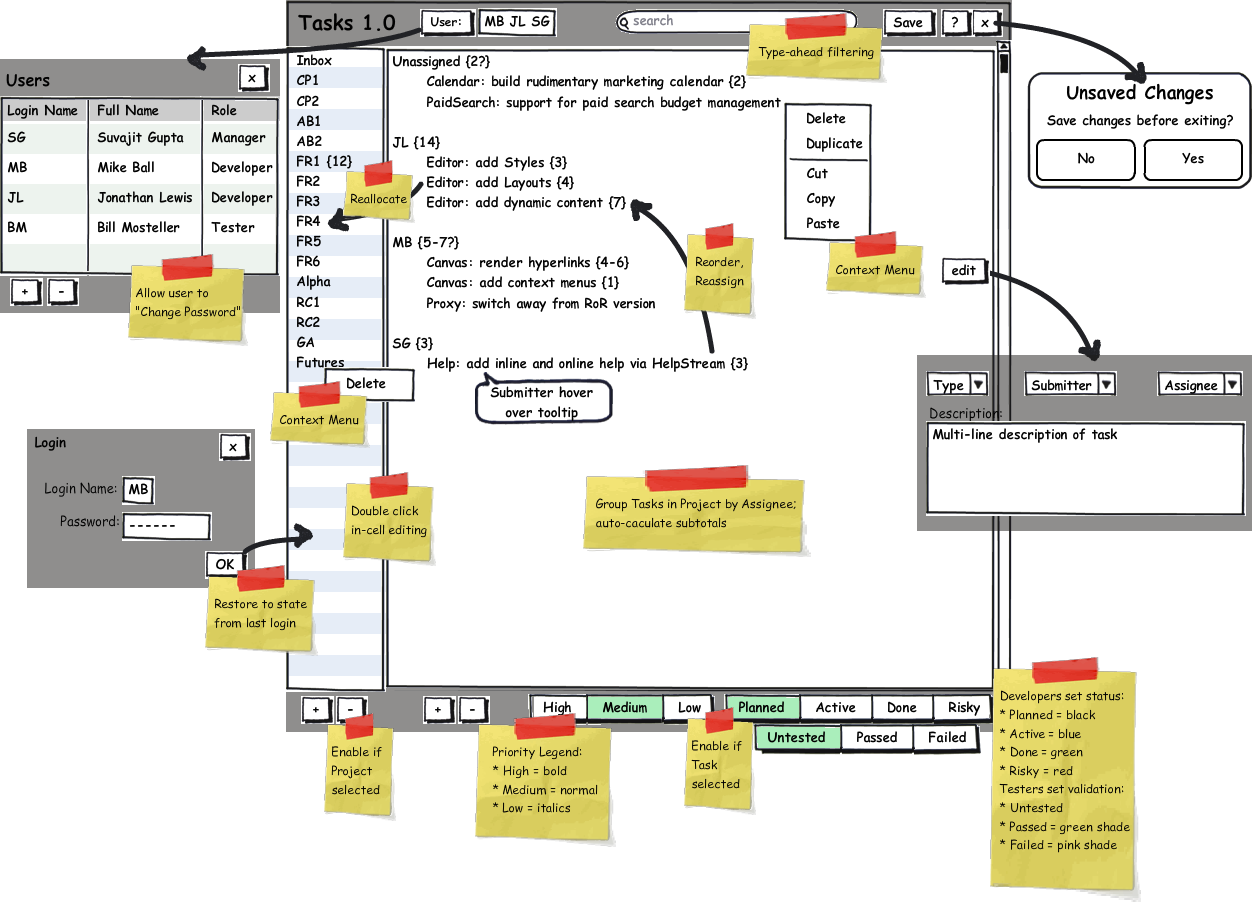 Tasks 1.0
User:
MB JL SG
search
Save
?
x
Type-ahead filtering
Users
x
Login Name Full Name Role
SG Suvajit Gupta Manager
MB Mike Ball Developer
JL Jonathan Lewis Developer
BM Bill Mosteller Tester
+
-
Allow user to
"Change Password"
Inbox
CP1
CP2
AB1
AB2
FR1 {12}
FR2
FR3
FR4
FR5
FR6
Alpha
RC1
RC2
GA
Futures
Delete
Context Menu
Reallocate
Unassigned {2?}
Calendar: build rudimentary marketing calendar {2}
PaidSearch: support for paid search budget management
JL {14}
Editor: add Styles {3}
Editor: add Layouts {4}
Editor: add dynamic content {7}
MB {5-7?}
Canvas: render hyperlinks {4-6}
Canvas: add context menus {1}
Proxy: switch away from RoR version
SG {3}
Help: add inline and online help via HelpStream {3}
Submitter hover
over tooltip
Reorder,
Reassign
Delete
Duplicate
Cut
Copy
Paste
Context Menu
edit
Unsaved Changes
Save changes before exiting?
No
Yes
Type
Submitter
Assignee
Description:
Multi-line description of task
Login
x
Login Name:
MB
Password:
------
OK
Restore to state
from last login
Double click
in-cell editing
Group Tasks in Project by Assignee;
auto-caculate subtotals
+
-
+
-
High
Medium
Low
Planned
Active
Done
Risky
Untested
Passed
Failed
Enable if
Project
selected
Priority Legend:
* High = bold
* Medium = normal
* Low = italics
Enable if
Task
selected
Developers set status:
* Planned = black
* Active = blue
* Done = green
* Risky = red
Testers set validation:
* Untested
* Passed = green shade
* Failed = pink shade